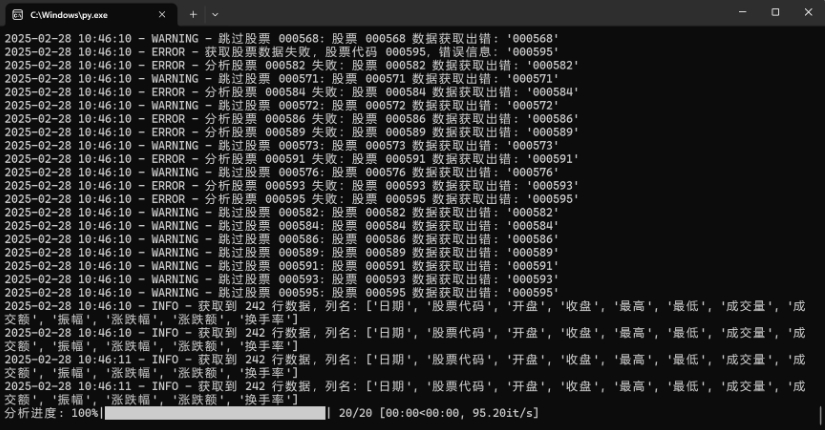 C:\Windows\py.exe
2025-02-28 10:46:10 - WARNING - 跳过股票 000568: 股票 000568 数据获取出错: '000568'
2025-02-28 10:46:10 - ERROR - 获取股票数据失败, 股票代码 000595, 错误信息: '000595'
2025-02-28 10:46:10 - ERROR - 分析股票 000582 失败: 股票 000582 数据获取出错: '000582'
2025-02-28 10:46:10 - WARNING - 跳过股票 000571: 股票 000571 数据获取出错: '000571'
2025-02-28 10:46:10 - ERROR - 分析股票 000584 失败: 股票 000584 数据获取出错: '000584'
2025-02-28 10:46:10 - WARNING - 跳过股票 000572: 股票 000572 数据获取出错: '000572'
2025-02-28 10:46:10 - ERROR - 分析股票 000586 失败: 股票 000586 数据获取出错: '000586'
2025-02-28 10:46:10 - ERROR - 分析股票 000589 失败: 股票 000589 数据获取出错: '000589'
2025-02-28 10:46:10 - WARNING - 跳过股票 000573: 股票 000573 数据获取出错: '000573'
2025-02-28 10:46:10 - ERROR - 分析股票 000591 失败: 股票 000591 数据获取出错: '000591'
2025-02-28 10:46:10 - WARNING - 跳过股票 000576: 股票 000576 数据获取出错: '000576'
2025-02-28 10:46:10 - ERROR - 分析股票 000593 失败: 股票 000593 数据获取出错: '000593'
2025-02-28 10:46:10 - ERROR - 分析股票 000595 失败: 股票 000595 数据获取出错: '000595'
2025-02-28 10:46:10 - WARNING - 跳过股票 000582: 股票 000582 数据获取出错: '000582'
2025-02-28 10:46:10 - WARNING - 跳过股票 000584: 股票 000584 数据获取出错: '000584'
2025-02-28 10:46:10 - WARNING - 跳过股票 000586: 股票 000586 数据获取出错: '000586'
2025-02-28 10:46:10 - WARNING - 跳过股票 000589: 股票 000589 数据获取出错: '000589'
2025-02-28 10:46:10 - WARNING - 跳过股票 000591: 股票 000591 数据获取出错: '000591'
2025-02-28 10:46:10 - WARNING - 跳过股票 000593: 股票 000593 数据获取出错: '000593'
2025-02-28 10:46:10 - WARNING - 跳过股票 000595: 股票 000595 数据获取出错: '000595'
2025-02-28 10:46:10 - INFO - 获取到 242 行数据, 列名: ['日期', '股票代码', '开盘', '收盘', '最高', '最低', '成交量', '成
交额', '振幅', '涨跌幅', '涨跌额', '换手率']
2025-02-28 10:46:10 - INFO - 获取到 242 行数据, 列名: ['日期', '股票代码', '开盘', '收盘', '最高', '最低', '成交量', '成
交额', '振幅', '涨跌幅', '涨跌额', '换手率']
2025-02-28 10:46:11 - INFO - 获取到 242 行数据, 列名: ['日期', '股票代码', '开盘', '收盘', '最高', '最低', '成交量', '成
交额', '振幅', '涨跌幅', '涨跌额', '换手率']
2025-02-28 10:46:11 - INFO - 获取到 242 行数据, 列名: ['日期', '股票代码', '开盘', '收盘', '最高', '最低', '成交量', '成
交额', '振幅', '涨跌幅', '涨跌额', '换手率']
分析进度: 100%| | 20/20 [00:00<00:00, 95.20it/s]